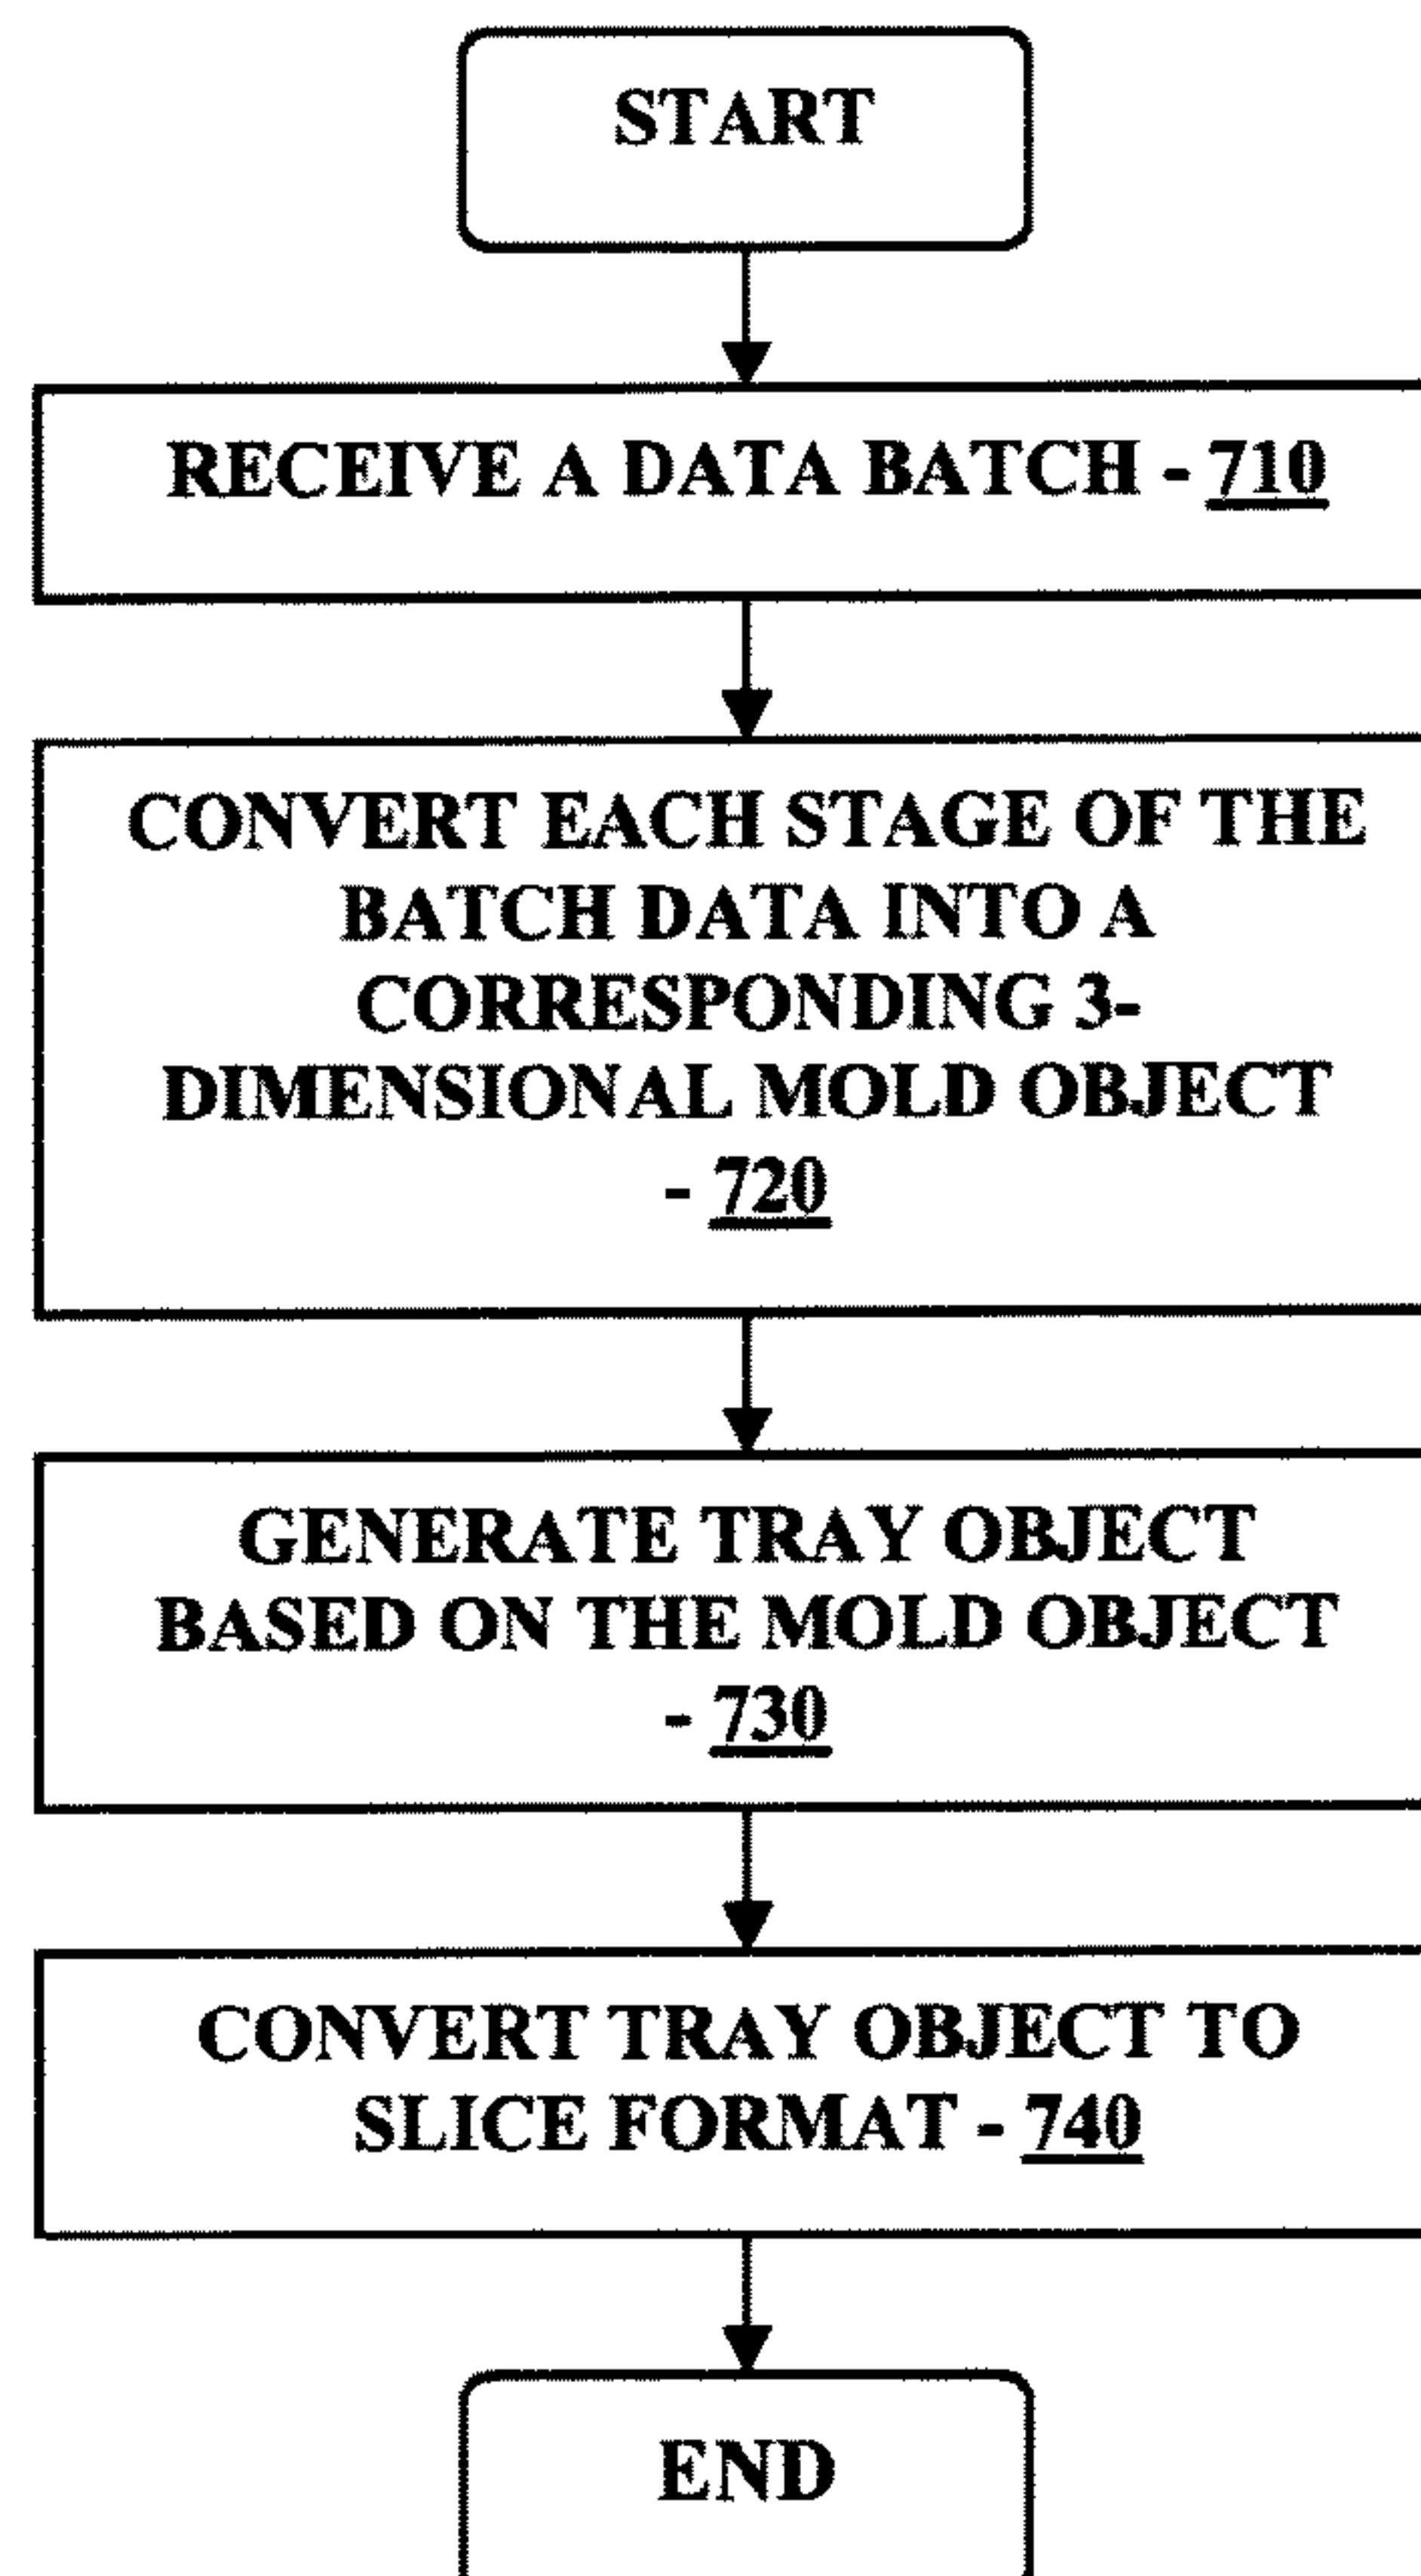 START
RECEIVE A DATA BATCH - 710
CONVERT EACH STAGE OF THE
BATCH DATA INTO A
CORRESPONDING 3-
DIMENSIONAL MOLD OBJECT
- 720
GENERATE TRAY OBJECT
BASED ON THE MOLD OBJECT
- 730
CONVERT TRAY OBJECT TO
SLICE FORMAT - 740
END